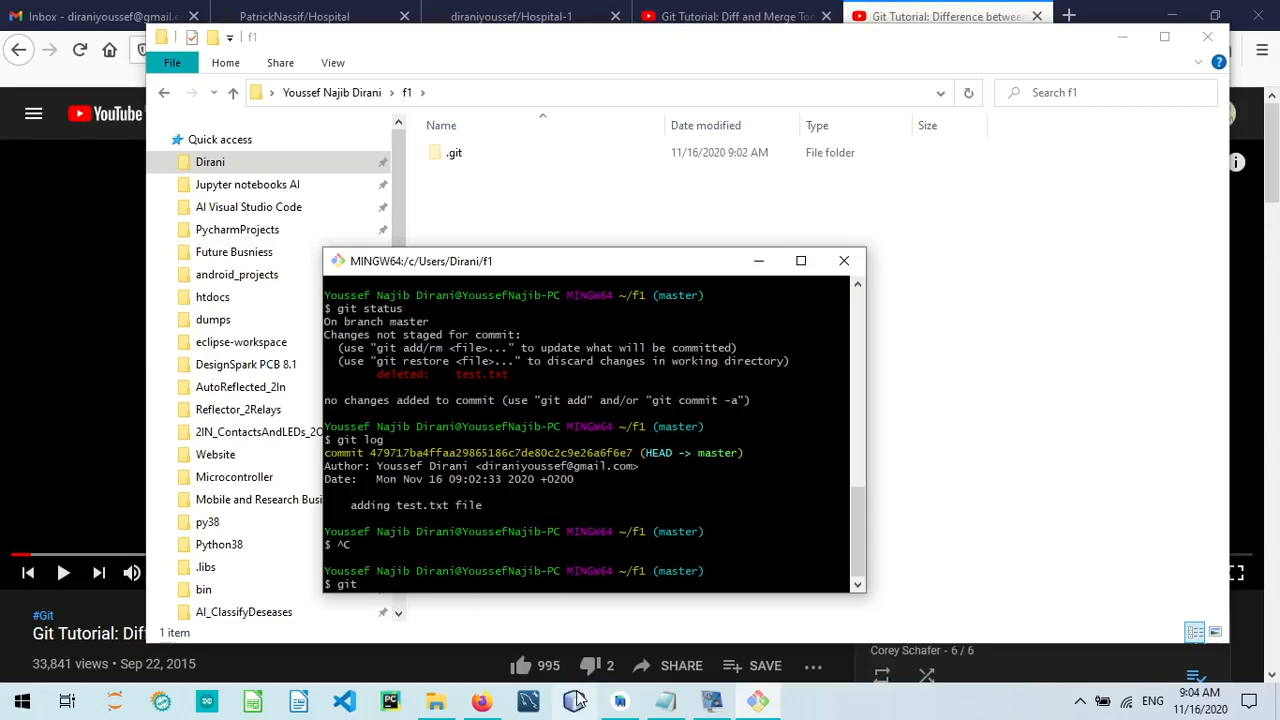 Inbox - diraniyoussef@gmail.com
PatrickNassif/Hospital
diraniyoussef/Hospital-1
Git Tutorial: Diff and Merge To
Git Tutorial: Difference betwee
f1
File
Home
Share
View
Youssef Najib Dirani
f1
Search f1
YouTube
Name
Date modified
Type
Size
Quick access
.git
11/16/2020 9:02 AM
File folder
Dirani
Jupyter notebooks AI
AI Visual Studio Code
PycharmProjects
Future Busniess
android_projects
htdocs
dumps
eclipse-workspace
DesignSpark PCB 8.1
AutoReflected_2In
Reflector_2Relays
2IN_ContactsAndLEDs_2O
Website
Microcontroller
Mobile and Research Busi
py38
Python38
.libs
bin
AI_ClassifyDeseases
MINGW64:/c/Users/Dirani/f1
Youssef Najib Dirani@YoussefNajib-PC MINGW64 ~/f1 (master)
$ git status
On branch master
Changes not staged for commit:
(use "git add/rm <file>..." to update what will be committed)
(use "git restore <file>..." to discard changes in working directory)
deleted: test.txt
no changes added to commit (use "git add" and/or "git commit -a")
Youssef Najib Dirani@YoussefNajib-PC MINGW64 ~/f1 (master)
$ git log
commit 479717ba4ffaa29865186c7de80c2c9e26a6f6e7 (HEAD -> master)
Author: Youssef Dirani <diraniyoussef@gmail.com>
Date: Mon Nov 16 09:02:33 2020 +0200
adding test.txt file
Youssef Najib Dirani@YoussefNajib-PC MINGW64 ~/f1 (master)
$ ^C
Youssef Najib Dirani@YoussefNajib-PC MINGW64 ~/f1 (master)
$ git
1 item
#Git
Git Tutorial: Dif
33,841 views • Sep 22, 2015
995
2
SHARE
SAVE
Corey Schafer - 6 / 6
ENG
9:04 AM
11/16/2020